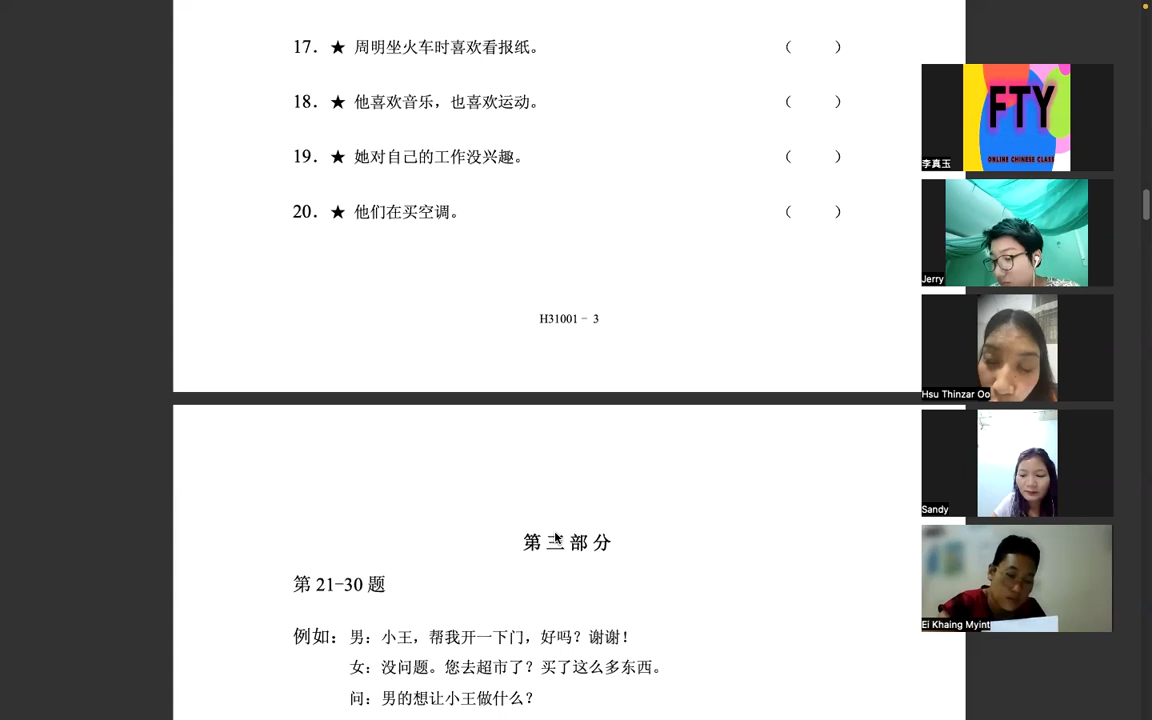 17. ★ 周明坐火车时喜欢看报纸。 （ ）
18. ★ 他喜欢音乐，也喜欢运动。 （ ）
19. ★ 她对自己的工作没兴趣。 （ ）
20. ★ 他们在买空调。 （ ）
H31001－3
第三部分
第 21-30 题
例如：男：小王，帮我开一下门，好吗？谢谢！
女：没问题。您去超市了？买了这么多东西。
问：男的想让小王做什么？
FTY
ONLINE CHINESE CLASS
李真玉
Jerry
Hsu Thinzar Oo
Sandy
Ei Khaing Myint